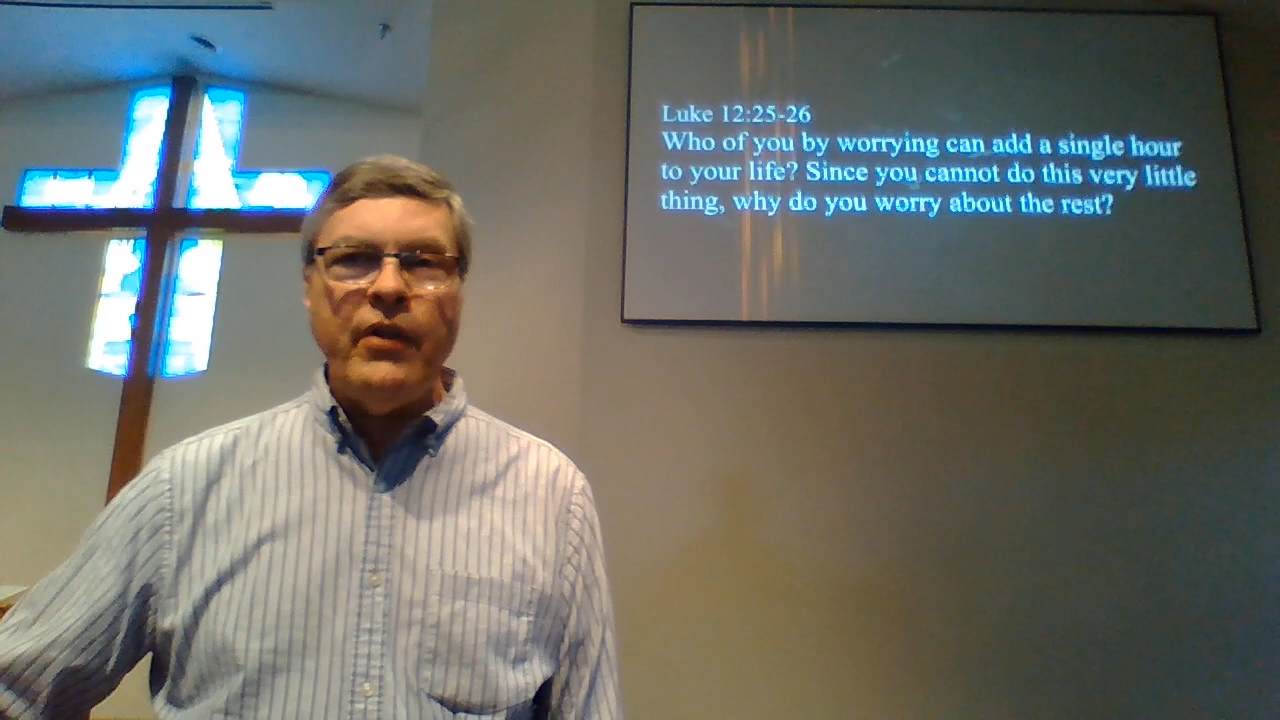 Luke 12:25-26
Who of you by worrying can add a single hour
to your life? Since you cannot do this very little
thing, why do you worry about the rest?